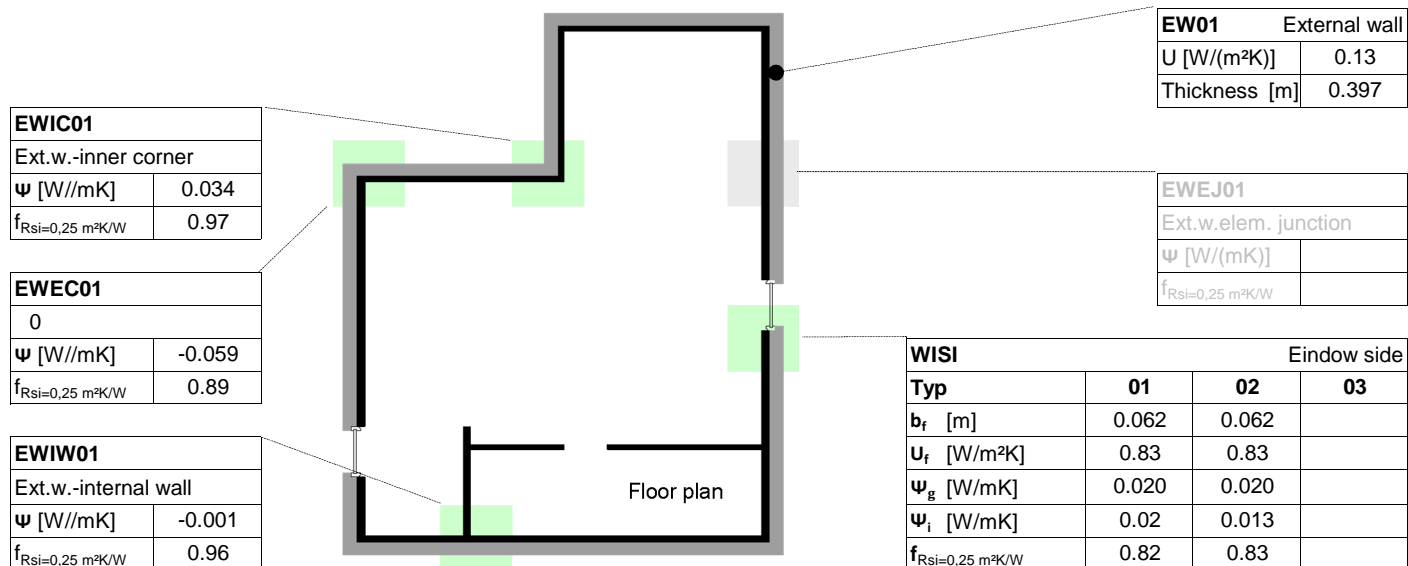 EW01 External wall
U [W/(m²K)] 0.13
Thickness [m] 0.397
EWIC01
Ext.w.-inner corner
Ψ [W//mK] 0.034
fRsi=0,25 m²K/W 0.97
EWEJ01
Ext.w.elem. junction
Ψ [W/(mK)]
fRsi=0,25 m²K/W
EWEC01
0
Ψ [W//mK] -0.059
fRsi=0,25 m²K/W 0.89
WISI Eindow side
Typ 01 02 03
bf [m] 0.062 0.062
Uf [W/m²K] 0.83 0.83
Ψg [W/mK] 0.020 0.020
Ψi [W/mK] 0.02 0.013
fRsi=0,25 m²K/W 0.82 0.83
EWIW01
Ext.w.-internal wall
Ψ [W//mK] -0.001
fRsi=0,25 m²K/W 0.96
Floor plan